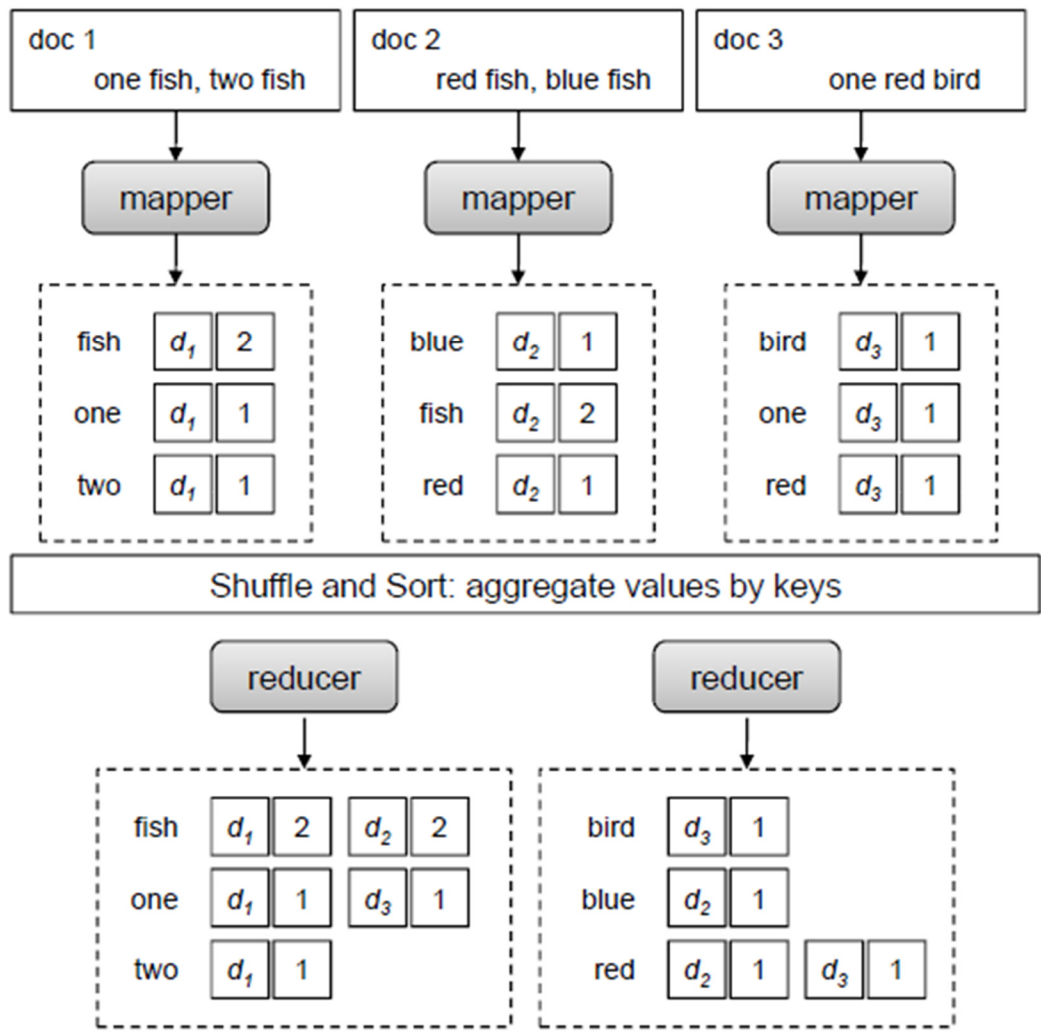 doc 1
one fish, two fish
doc 2
red fish, blue fish
doc 3
one red bird
mapper
mapper
mapper
fish d₁ 2
one d₁ 1
two d₁ 1
blue d₂ 1
fish d₂ 2
red d₂ 1
bird d₃ 1
one d₃ 1
red d₃ 1
Shuffle and Sort: aggregate values by keys
reducer
reducer
fish d₁ 2 d₂ 2
one d₁ 1 d₃ 1
two d₁ 1
bird d₃ 1
blue d₂ 1
red d₂ 1 d₃ 1